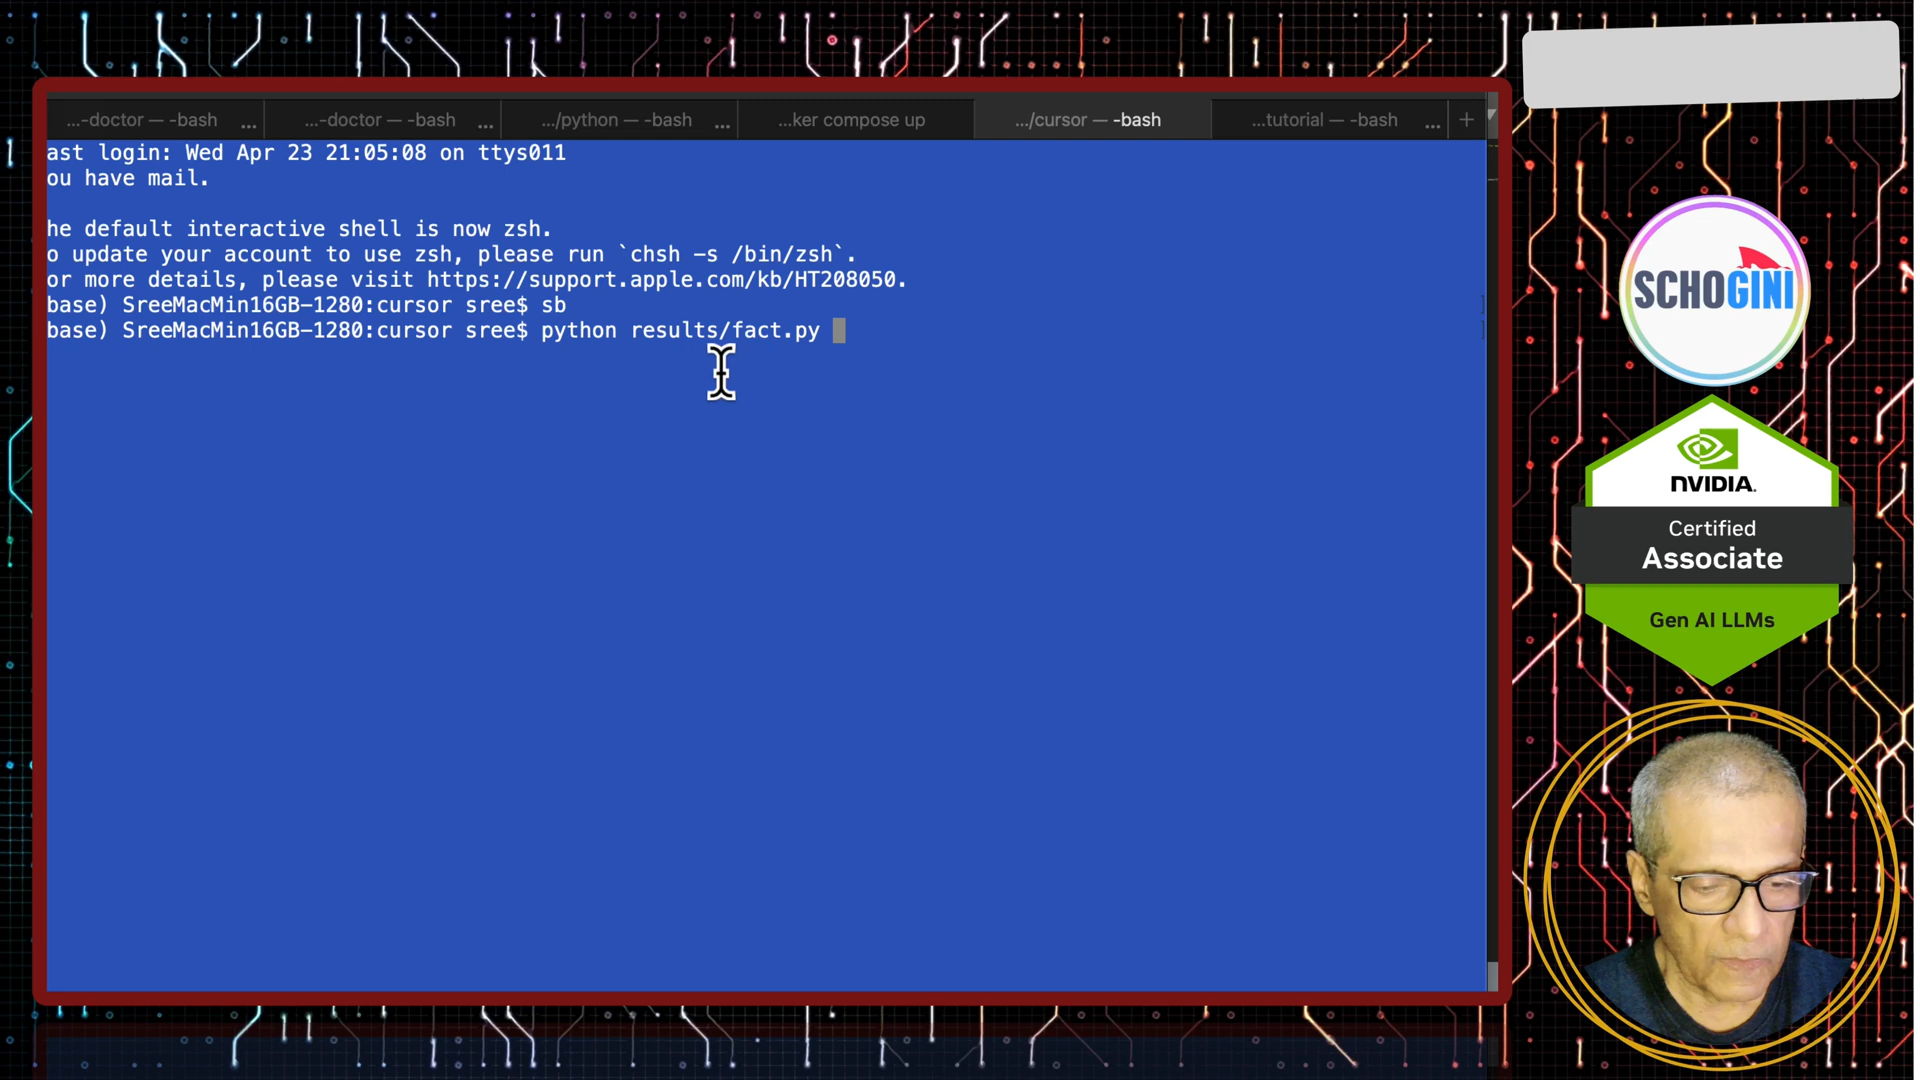 ...-doctor — -bash ...
...-doctor — -bash ...
.../python — -bash ...
...ker compose up
.../cursor — -bash
...tutorial — -bash ...
+
ast login: Wed Apr 23 21:05:08 on ttys011
ou have mail.
he default interactive shell is now zsh.
o update your account to use zsh, please run `chsh -s /bin/zsh`.
or more details, please visit https://support.apple.com/kb/HT208050.
base) SreeMacMin16GB-1280:cursor sree$ sb
base) SreeMacMin16GB-1280:cursor sree$ python results/fact.py
SCHOGINI
NVIDIA.
Certified
Associate
Gen AI LLMs